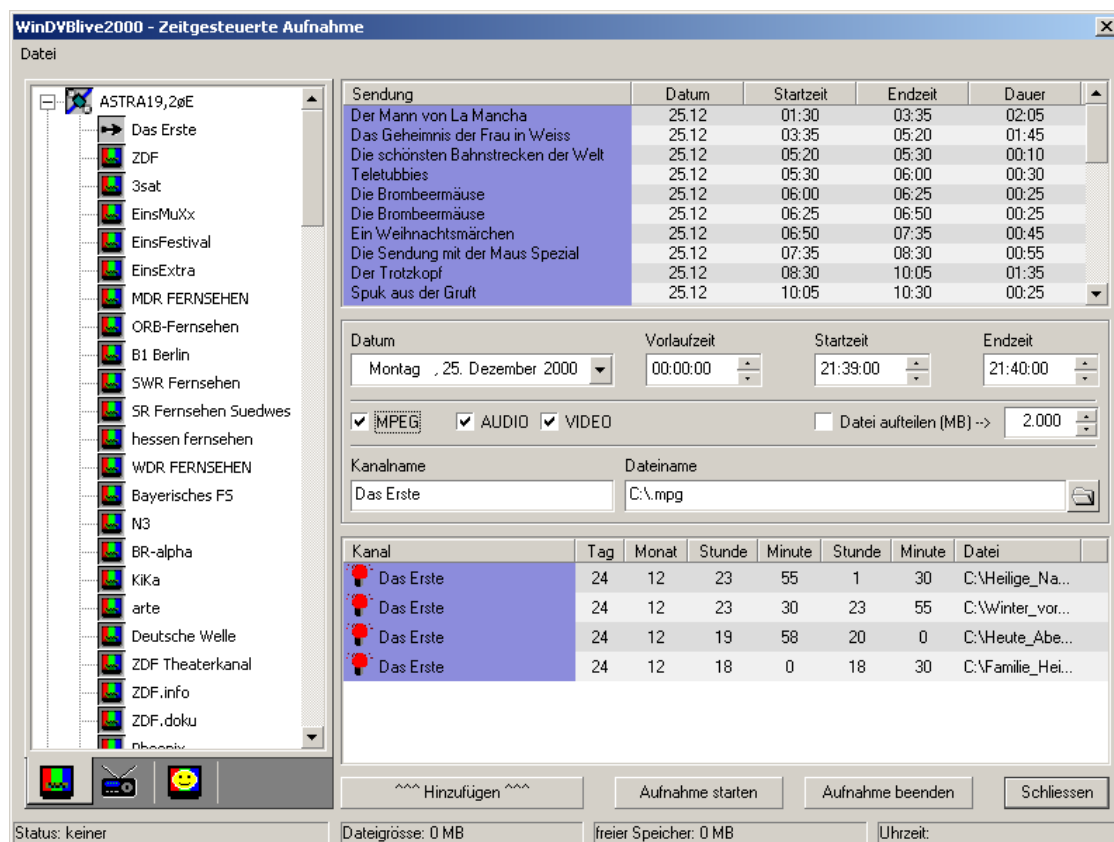 WinDVBlive2000 - Zeitgesteuerte Aufnahme
Datei
ASTRA19,2øE
Das Erste
ZDF
3sat
EinsMuXx
EinsFestival
EinsExtra
MDR FERNSEHEN
ORB-Fernsehen
B1 Berlin
SWR Fernsehen
SR Fernsehen Suedwes
hessen fernsehen
WDR FERNSEHEN
Bayerisches FS
N3
BR-alpha
KiKa
arte
Deutsche Welle
ZDF Theaterkanal
ZDF.info
ZDF.doku
Phoenix
Sendung Datum Startzeit Endzeit Dauer
Der Mann von La Mancha 25.12 01:30 03:35 02:05
Das Geheimnis der Frau in Weiss 25.12 03:35 05:20 01:45
Die schönsten Bahnstrecken der Welt 25.12 05:20 05:30 00:10
Teletubbies 25.12 05:30 06:00 00:30
Die Brombeermäuse 25.12 06:00 06:25 00:25
Die Brombeermäuse 25.12 06:25 06:50 00:25
Ein Weihnachtsmärchen 25.12 06:50 07:35 00:45
Die Sendung mit der Maus Spezial 25.12 07:35 08:30 00:55
Der Trotzkopf 25.12 08:30 10:05 01:35
Spuk aus der Gruft 25.12 10:05 10:30 00:25
Datum Vorlaufzeit Startzeit Endzeit
Montag , 25. Dezember 2000 00:00:00 21:39:00 21:40:00
MPEG AUDIO VIDEO Datei aufteilen (MB) --> 2.000
Kanalname Dateiname
Das Erste C:\.mpg
Kanal Tag Monat Stunde Minute Stunde Minute Datei
Das Erste 24 12 23 55 1 30 C:\Heilige_Na...
Das Erste 24 12 23 30 23 55 C:\Winter_vor...
Das Erste 24 12 19 58 20 0 C:\Heute_Abe...
Das Erste 24 12 18 0 18 30 C:\Familie_Hei...
^^^ Hinzufügen ^^^ Aufnahme starten Aufnahme beenden Schliessen
Status: keiner Dateigrösse: 0 MB freier Speicher: 0 MB Uhrzeit: